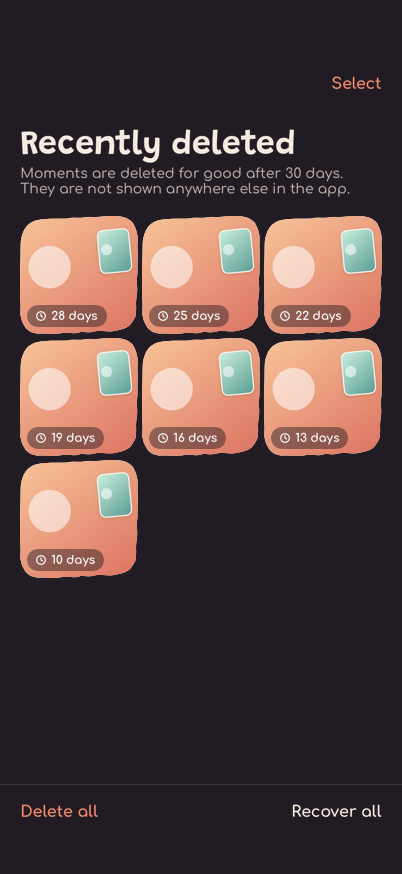 Select
Recently deleted
Moments are deleted for good after 30 days.
They are not shown anywhere else in the app.
28 days
25 days
22 days
19 days
16 days
13 days
10 days
Delete all
Recover all